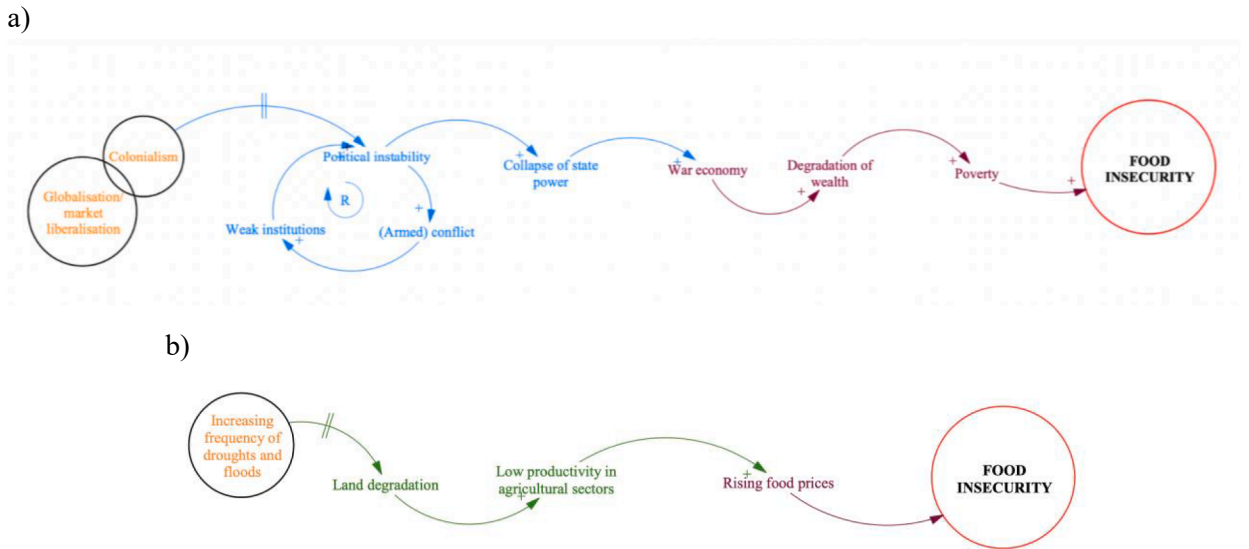 a)
Colonialism
Globalisation/
market
liberalisation
Political instability
+
R
Weak institutions
+
(Armed) conflict
+
+
Collapse of state
power
+
War economy
Degradation of
wealth
+
+
Poverty
+
FOOD
INSECURITY
b)
Increasing
frequency of
droughts and
floods
Land degradation
Low productivity in
agricultural sectors
+
+
Rising food prices
FOOD
INSECURITY